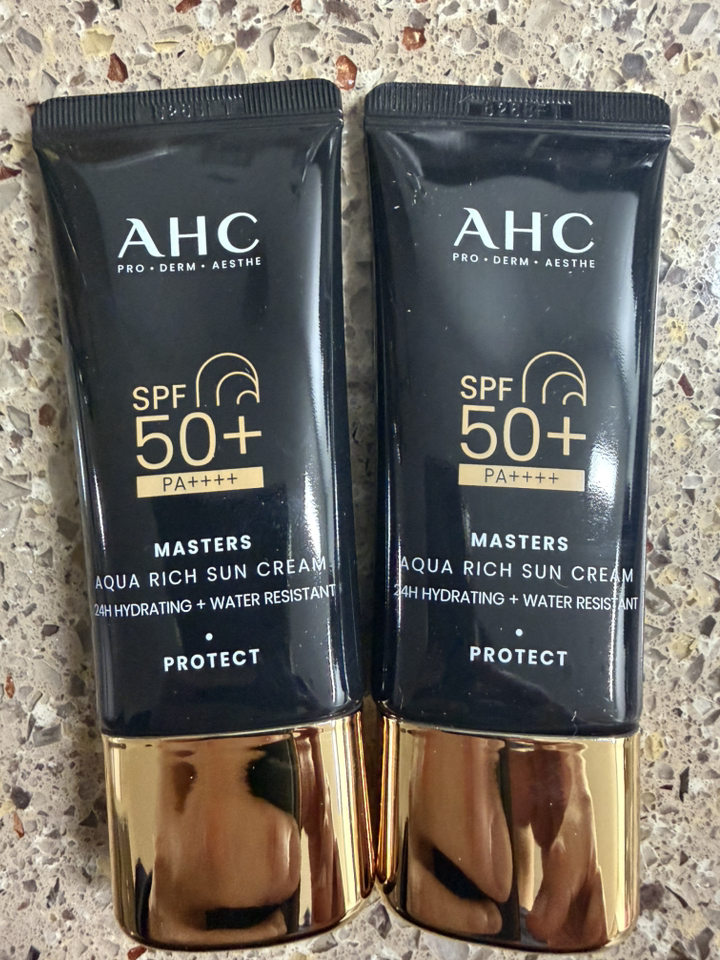 AHC
PRO • DERM • AESTHE
SPF
50+
PA++++
MASTERS
AQUA RICH SUN CREAM
24H HYDRATING + WATER RESISTANT
PROTECT
AHC
PRO • DERM • AESTHE
SPF
50+
PA++++
MASTERS
AQUA RICH SUN CREAM
24H HYDRATING + WATER RESISTANT
PROTECT